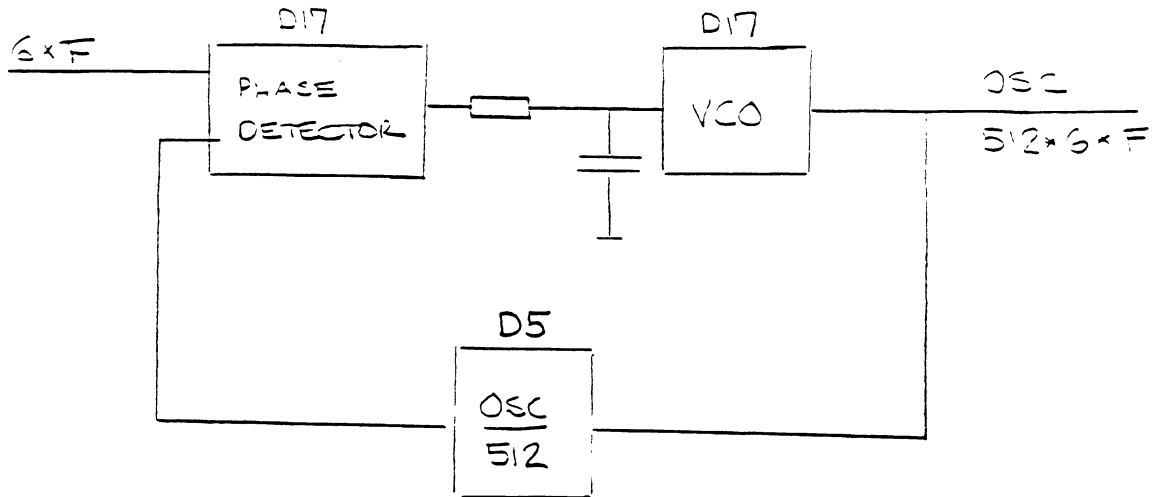 D17
D17
6 × F
PHASE
DETECTOR
VCO
OSC
512 × 6 × F
D5
OSC
512